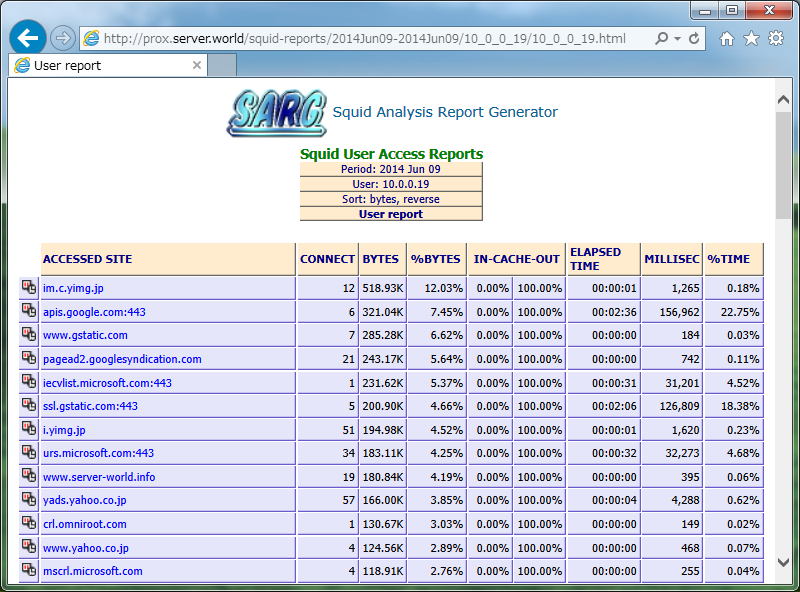 http://prox.server.world/squid-reports/2014Jun09-2014Jun09/10_0_0_19/10_0_0_19.html
User report
SARG Squid Analysis Report Generator
Squid User Access Reports
Period: 2014 Jun 09
User: 10.0.0.19
Sort: bytes, reverse
User report
ACCESSED SITE CONNECT BYTES %BYTES IN-CACHE-OUT ELAPSED TIME MILLISEC %TIME
im.c.yimg.jp 12 518.93K 12.03% 0.00% 100.00% 00:00:01 1,265 0.18%
apis.google.com:443 6 321.04K 7.45% 0.00% 100.00% 00:02:36 156,962 22.75%
www.gstatic.com 7 285.28K 6.62% 0.00% 100.00% 00:00:00 184 0.03%
pagead2.googlesyndication.com 21 243.17K 5.64% 0.00% 100.00% 00:00:00 742 0.11%
iecvlist.microsoft.com:443 1 231.62K 5.37% 0.00% 100.00% 00:00:31 31,201 4.52%
ssl.gstatic.com:443 5 200.90K 4.66% 0.00% 100.00% 00:02:06 126,809 18.38%
i.yimg.jp 51 194.98K 4.52% 0.00% 100.00% 00:00:01 1,620 0.23%
urs.microsoft.com:443 34 183.11K 4.25% 0.00% 100.00% 00:00:32 32,273 4.68%
www.server-world.info 19 180.84K 4.19% 0.00% 100.00% 00:00:00 395 0.06%
yads.yahoo.co.jp 57 166.00K 3.85% 0.00% 100.00% 00:00:04 4,288 0.62%
crl.omniroot.com 1 130.67K 3.03% 0.00% 100.00% 00:00:00 149 0.02%
www.yahoo.co.jp 4 124.56K 2.89% 0.00% 100.00% 00:00:00 468 0.07%
mscrl.microsoft.com 4 118.91K 2.76% 0.00% 100.00% 00:00:00 255 0.04%